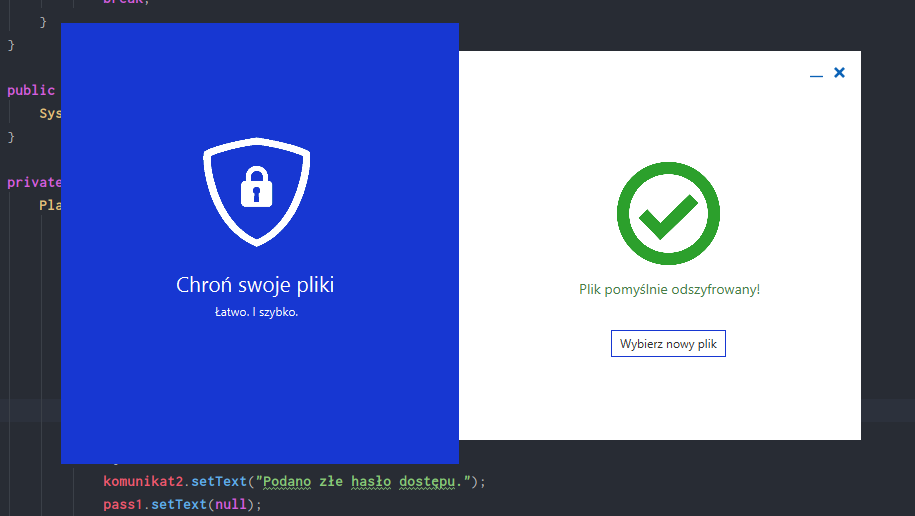 break;
}
}
public
Sys
}
private
Pla
Chroń swoje pliki
Łatwo. I szybko.
Plik pomyślnie odszyfrowany!
Wybierz nowy plik
komunikat2.setText("Podano złe hasło dostępu.");
pass1.setText(null);